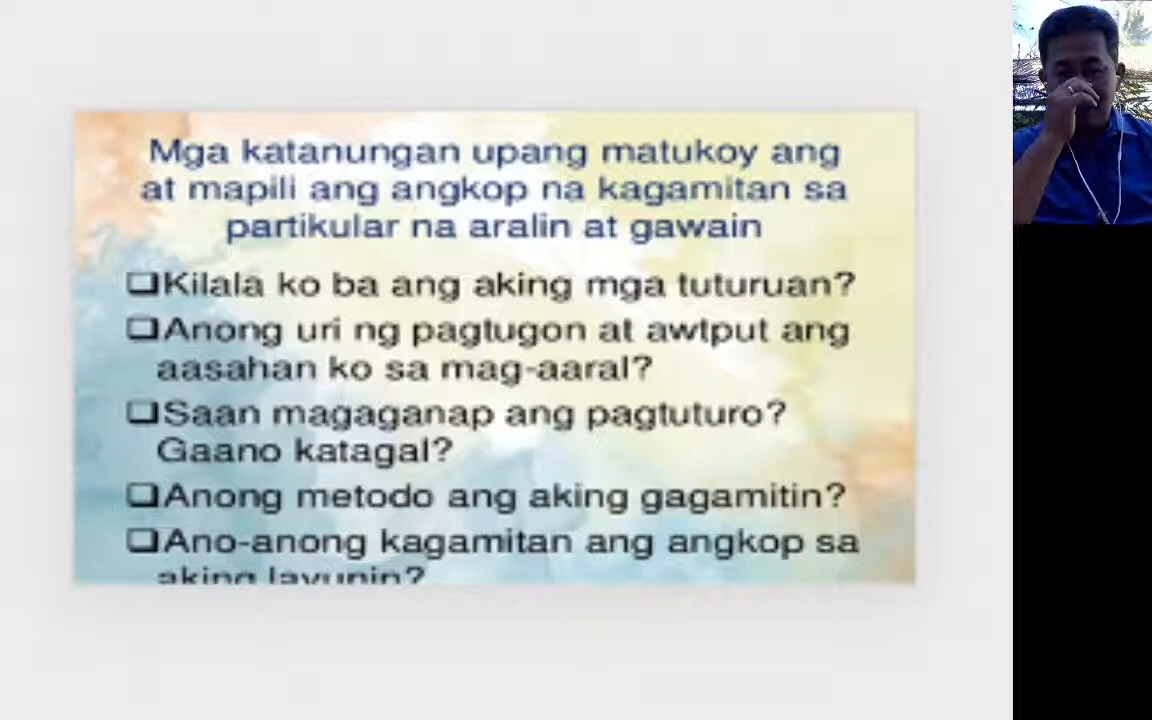 Mga katanungan upang matukoy ang
at mapili ang angkop na kagamitan sa
partikular na aralin at gawain
❑Kilala ko ba ang aking mga tuturuan?
❑Anong uri ng pagtugon at awtput ang
aasahan ko sa mag-aaral?
❑Saan magaganap ang pagtuturo?
Gaano katagal?
❑Anong metodo ang aking gagamitin?
❑Ano-anong kagamitan ang angkop sa
aking layunin?